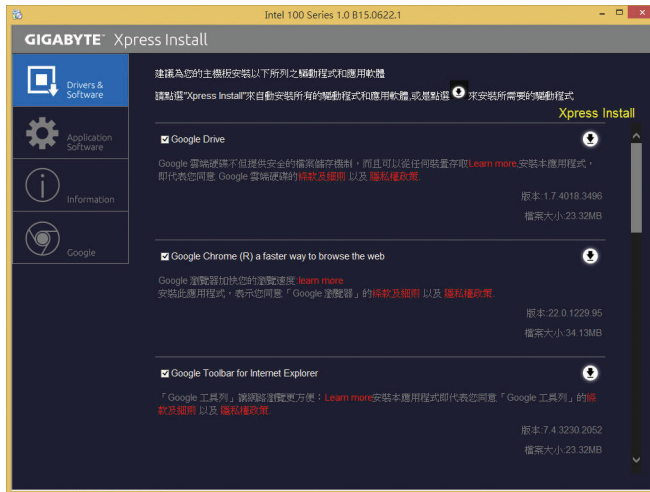 Intel 100 Series 1.0 B15.0622.1
GIGABYTE™ Xpress Install
Drivers &
Software
Application
Software
Information
Google
建議為您的主機板安裝以下所列之驅動程式和應用軟體
請點選"Xpress Install"來自動安裝所有的驅動程式和應用軟體,或是點選 來安裝所需要的驅動程式
Xpress Install
Google Drive
Google 雲端硬碟不但提供安全的檔案儲存機制，而且可以從任何裝置存取Learn more.安裝本應用程式，
即代表您同意 Google 雲端硬碟的條款及細則 以及 隱私權政策.
版本:1.7.4018.3496
檔案大小:23.32MB
Google Chrome (R) a faster way to browse the web
Google 瀏覽器加快您的瀏覽速度.learn more
安裝此應用程式，表示您同意「Google 瀏覽器」的條款及細則 以及 隱私權政策.
版本:22.0.1229.95
檔案大小:34.13MB
Google Toolbar for Internet Explorer
「Google 工具列」讓網路瀏覽更方便：Learn more安裝本應用程式即代表您同意「Google 工具列」的條
款及細則 以及 隱私權政策.
版本:7.4.3230.2052
檔案大小:23.32MB